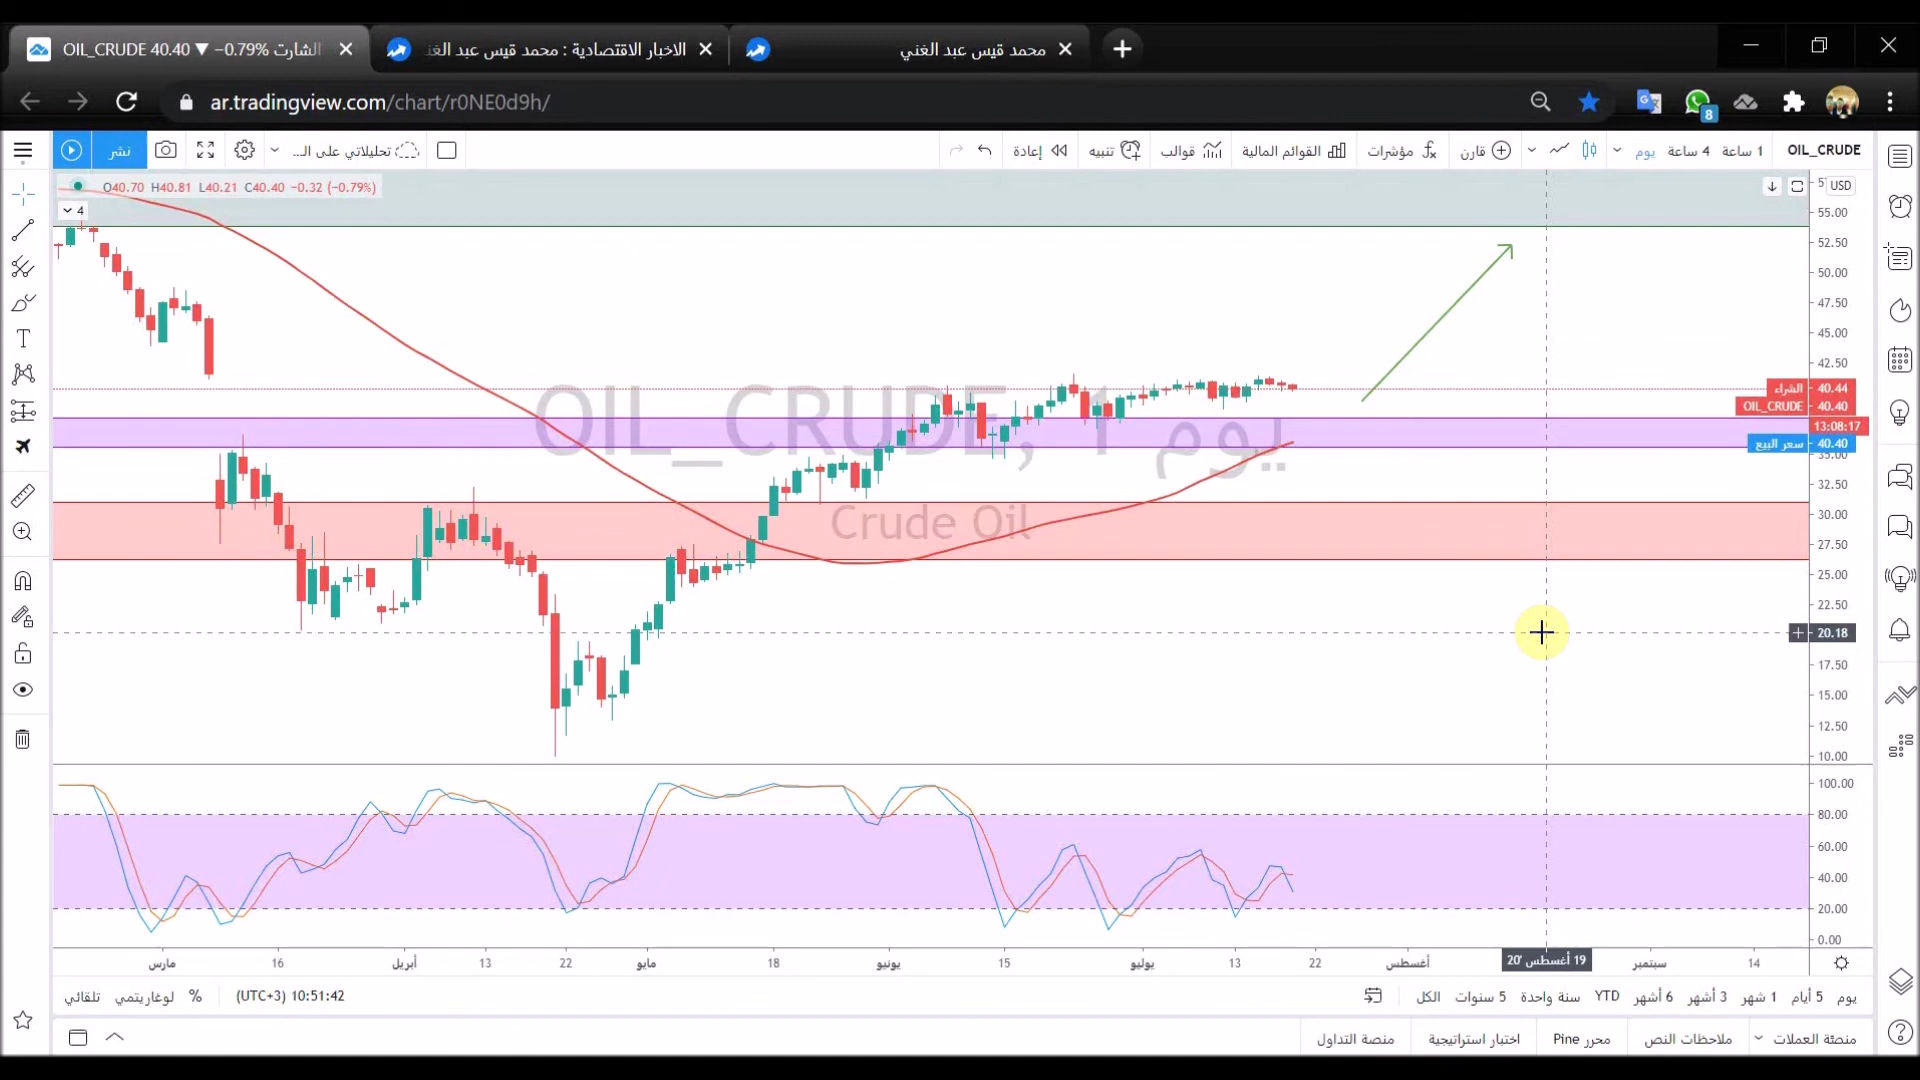 OIL_CRUDE 40.40 ▼ −0.79% الشارت
الاخبار الاقتصادية : محمد قيس عبد الغني
محمد قيس عبد الغني
ar.tradingview.com/chart/r0NE0d9h/
8
نشر
تحليلاتي على الـ...
إعادة
تنبيه
قوالب
القوائم المالية
مؤشرات
قارن
يوم
4 ساعة
1 ساعة
OIL_CRUDE
O40.70 H40.81 L40.21 C40.40 −0.32 (−0.79%)
4
USD
55.00
52.50
50.00
47.50
45.00
42.50
الشراء 40.44
OIL_CRUDE 40.40
13:08:17
سعر البيع 40.40
35.00
32.50
30.00
27.50
25.00
22.50
20.18
17.50
15.00
12.50
10.00
OIL_CRUDE, 1 يوم
Crude Oil
100.00
80.00
60.00
40.00
20.00
0.00
مارس 16 أبريل 13 22 مايو 18 يونيو 15 يوليو 13 22 أغسطس 19 أغسطس '20 سبتمبر 14
تلقائي لوغاريتمي % (UTC+3) 10:51:42
يوم 5 أيام 1 شهر 3 أشهر 6 أشهر YTD سنة واحدة 5 سنوات الكل
منصة التداول
اختبار استراتيجية
محرر Pine
ملاحظات النص
منصئة العملات